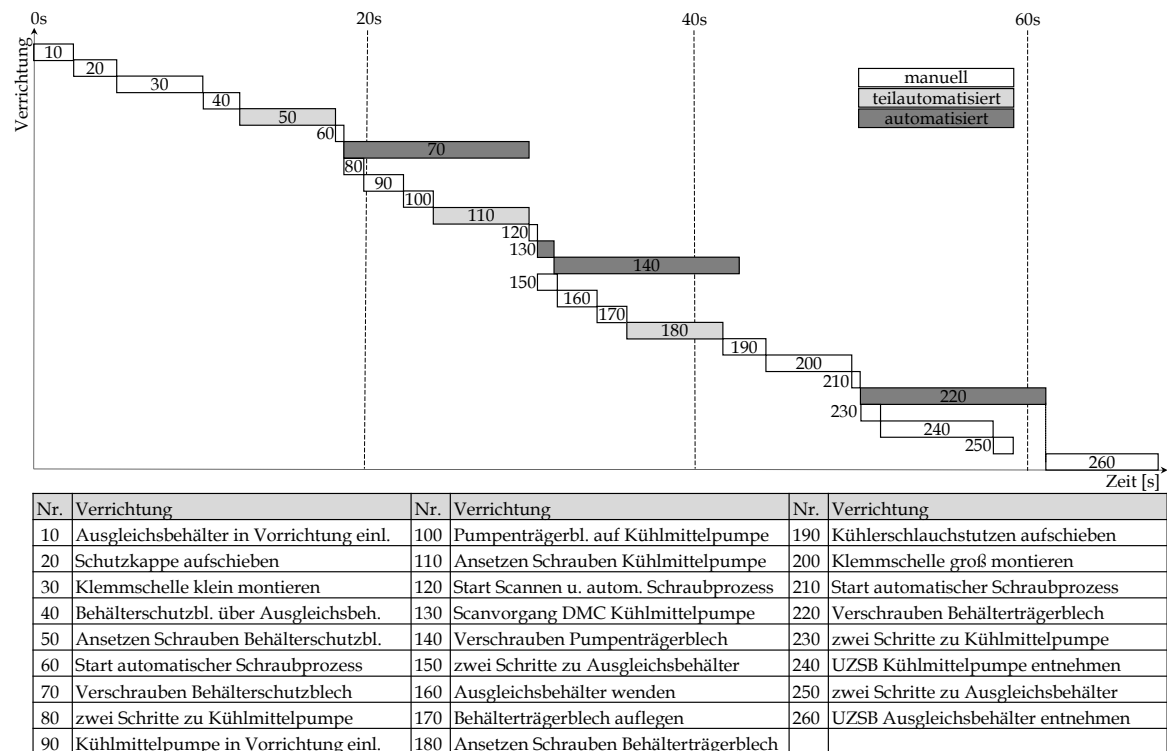 0s 20s 40s 60s
Verrichtung
10
20
30
40
50
60
70
80
90
100
110
120
130
140
150
160
170
180
190
200
210
220
230
240
250
260
manuell
teilautomatisiert
automatisiert
Zeit [s]
Nr. Verrichtung Nr. Verrichtung Nr. Verrichtung
10 Ausgleichsbehälter in Vorrichtung einl. 100 Pumpenträgerbl. auf Kühlmittelpumpe 190 Kühlerschlauchstutzen aufschieben
20 Schutzkappe aufschieben 110 Ansetzen Schrauben Kühlmittelpumpe 200 Klemmschelle groß montieren
30 Klemmschelle klein montieren 120 Start Scannen u. autom. Schraubprozess 210 Start automatischer Schraubprozess
40 Behälterschutzbl. über Ausgleichsbeh. 130 Scanvorgang DMC Kühlmittelpumpe 220 Verschrauben Behälterträgerblech
50 Ansetzen Schrauben Behälterschutzbl. 140 Verschrauben Pumpenträgerblech 230 zwei Schritte zu Kühlmittelpumpe
60 Start automatischer Schraubprozess 150 zwei Schritte zu Ausgleichsbehälter 240 UZSB Kühlmittelpumpe entnehmen
70 Verschrauben Behälterschutzblech 160 Ausgleichsbehälter wenden 250 zwei Schritte zu Ausgleichsbehälter
80 zwei Schritte zu Kühlmittelpumpe 170 Behälterträgerblech auflegen 260 UZSB Ausgleichsbehälter entnehmen
90 Kühlmittelpumpe in Vorrichtung einl. 180 Ansetzen Schrauben Behälterträgerblech